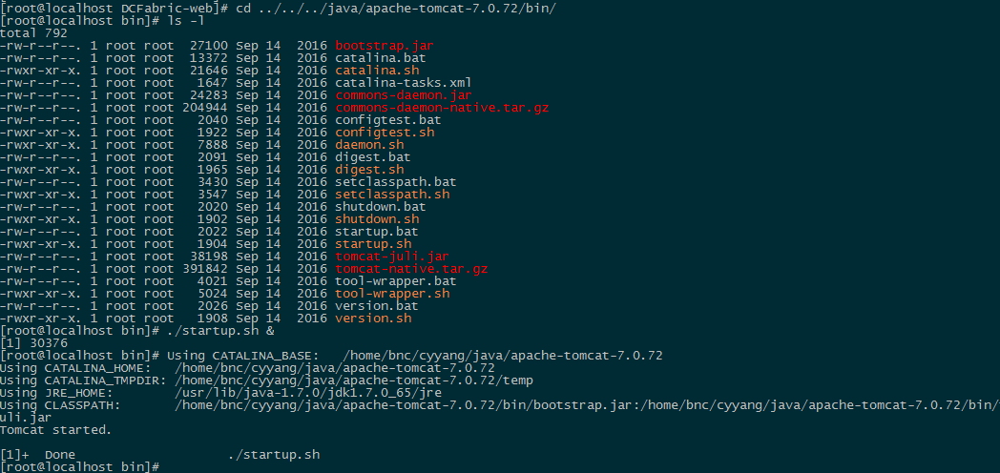 [root@localhost DCFabric-web]# cd ../../../java/apache-tomcat-7.0.72/bin/
[root@localhost bin]# ls -l
total 792
-rw-r--r--. 1 root root  27100 Sep 14  2016 bootstrap.jar
-rw-r--r--. 1 root root  13372 Sep 14  2016 catalina.bat
-rwxr-xr-x. 1 root root  21646 Sep 14  2016 catalina.sh
-rw-r--r--. 1 root root   1647 Sep 14  2016 catalina-tasks.xml
-rw-r--r--. 1 root root  24283 Sep 14  2016 commons-daemon.jar
-rw-r--r--. 1 root root 204944 Sep 14  2016 commons-daemon-native.tar.gz
-rw-r--r--. 1 root root   2040 Sep 14  2016 configtest.bat
-rwxr-xr-x. 1 root root   1922 Sep 14  2016 configtest.sh
-rwxr-xr-x. 1 root root   7888 Sep 14  2016 daemon.sh
-rw-r--r--. 1 root root   2091 Sep 14  2016 digest.bat
-rwxr-xr-x. 1 root root   1965 Sep 14  2016 digest.sh
-rw-r--r--. 1 root root   3430 Sep 14  2016 setclasspath.bat
-rwxr-xr-x. 1 root root   3547 Sep 14  2016 setclasspath.sh
-rw-r--r--. 1 root root   2020 Sep 14  2016 shutdown.bat
-rwxr-xr-x. 1 root root   1902 Sep 14  2016 shutdown.sh
-rw-r--r--. 1 root root   2022 Sep 14  2016 startup.bat
-rwxr-xr-x. 1 root root   1904 Sep 14  2016 startup.sh
-rw-r--r--. 1 root root  38198 Sep 14  2016 tomcat-juli.jar
-rw-r--r--. 1 root root 391842 Sep 14  2016 tomcat-native.tar.gz
-rw-r--r--. 1 root root   4021 Sep 14  2016 tool-wrapper.bat
-rwxr-xr-x. 1 root root   5024 Sep 14  2016 tool-wrapper.sh
-rw-r--r--. 1 root root   2026 Sep 14  2016 version.bat
-rwxr-xr-x. 1 root root   1908 Sep 14  2016 version.sh
[root@localhost bin]# ./startup.sh &
[1] 30376
[root@localhost bin]# Using CATALINA_BASE:   /home/bnc/cyyang/java/apache-tomcat-7.0.72
Using CATALINA_HOME:   /home/bnc/cyyang/java/apache-tomcat-7.0.72
Using CATALINA_TMPDIR: /home/bnc/cyyang/java/apache-tomcat-7.0.72/temp
Using JRE_HOME:        /usr/lib/java-1.7.0/jdk1.7.0_65/jre
Using CLASSPATH:       /home/bnc/cyyang/java/apache-tomcat-7.0.72/bin/bootstrap.jar:/home/bnc/cyyang/java/apache-tomcat-7.0.72/bin/
uli.jar
Tomcat started.
[1]+  Done                    ./startup.sh
[root@localhost bin]#